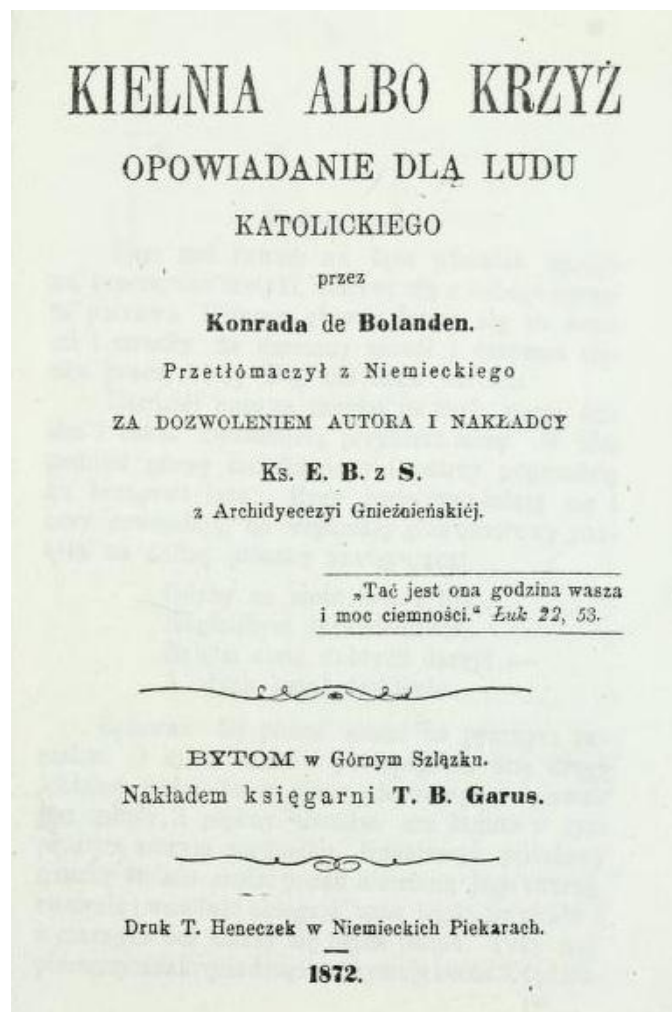 KIELNIA ALBO KRZYŻ
OPOWIADANIE DLĄ LUDU
KATOLICKIEGO
przez
Konrada de Bolanden.
Przetłómaczył z Niemieckiego
ZA DOZWOLENIEM AUTORA I NAKŁADCY
Ks. E. B. z S.
z Archidyecezyi Gnieźnieńskiéj.
„Tać jest ona godzina wasza
i moc ciemności.“ Łuk 22, 53.
BYTOM w Górnym Szlązku.
Nakładem księgarni T. B. Garus.
Druk T. Heneczek w Niemieckich Piekarach.
1872.